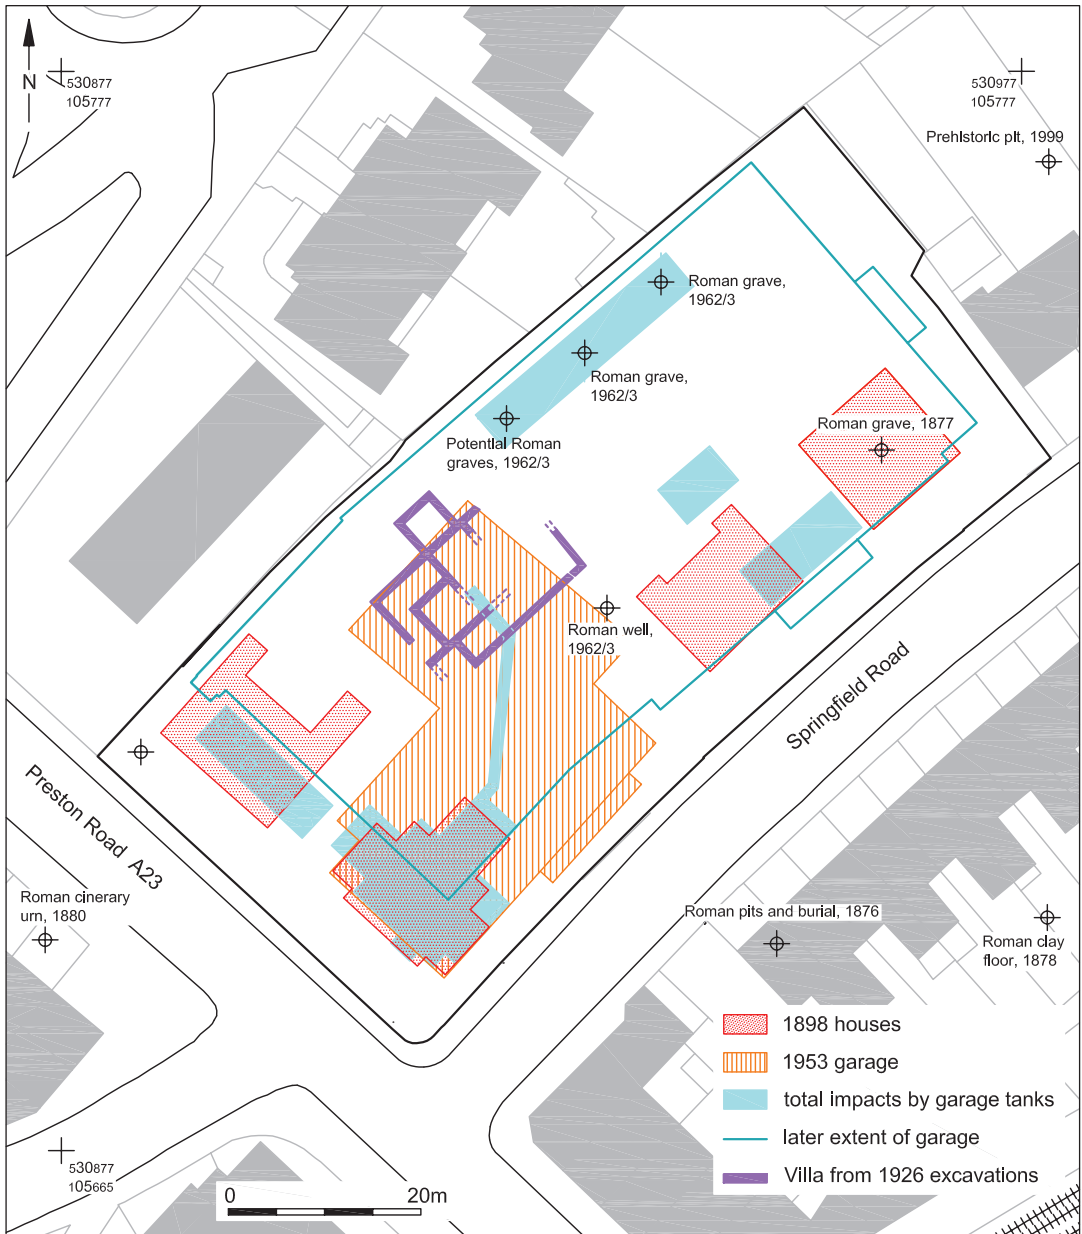 N
530877
105777
530977
105777
Prehistoric pit, 1999
Roman grave,
1962/3
Roman grave,
1962/3
Potential Roman
graves, 1962/3
Roman grave, 1877
Roman well,
1962/3
Springfield Road
Preston Road A23
Roman cinerary
urn, 1880
Roman pits and burial, 1876
Roman clay
floor, 1878
1898 houses
1953 garage
total impacts by garage tanks
later extent of garage
Villa from 1926 excavations
530877
105665
0
20m